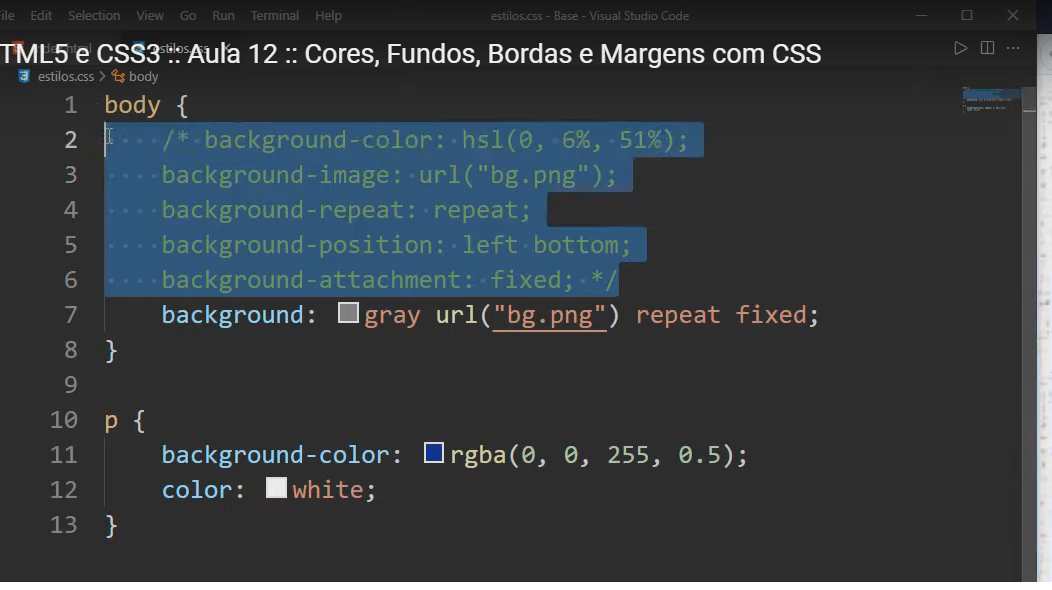 ile Edit Selection View Go Run Terminal Help estilos.css - Base - Visual Studio Code
TML5 e CSS3 :: Aula 12 :: Cores, Fundos, Bordas e Margens com CSS
estilos.css > body
1 body {
2 /* background-color: hsl(0, 6%, 51%);
3 background-image: url("bg.png");
4 background-repeat: repeat;
5 background-position: left bottom;
6 background-attachment: fixed; */
7 background: gray url("bg.png") repeat fixed;
8 }
9
10 p {
11 background-color: rgba(0, 0, 255, 0.5);
12 color: white;
13 }